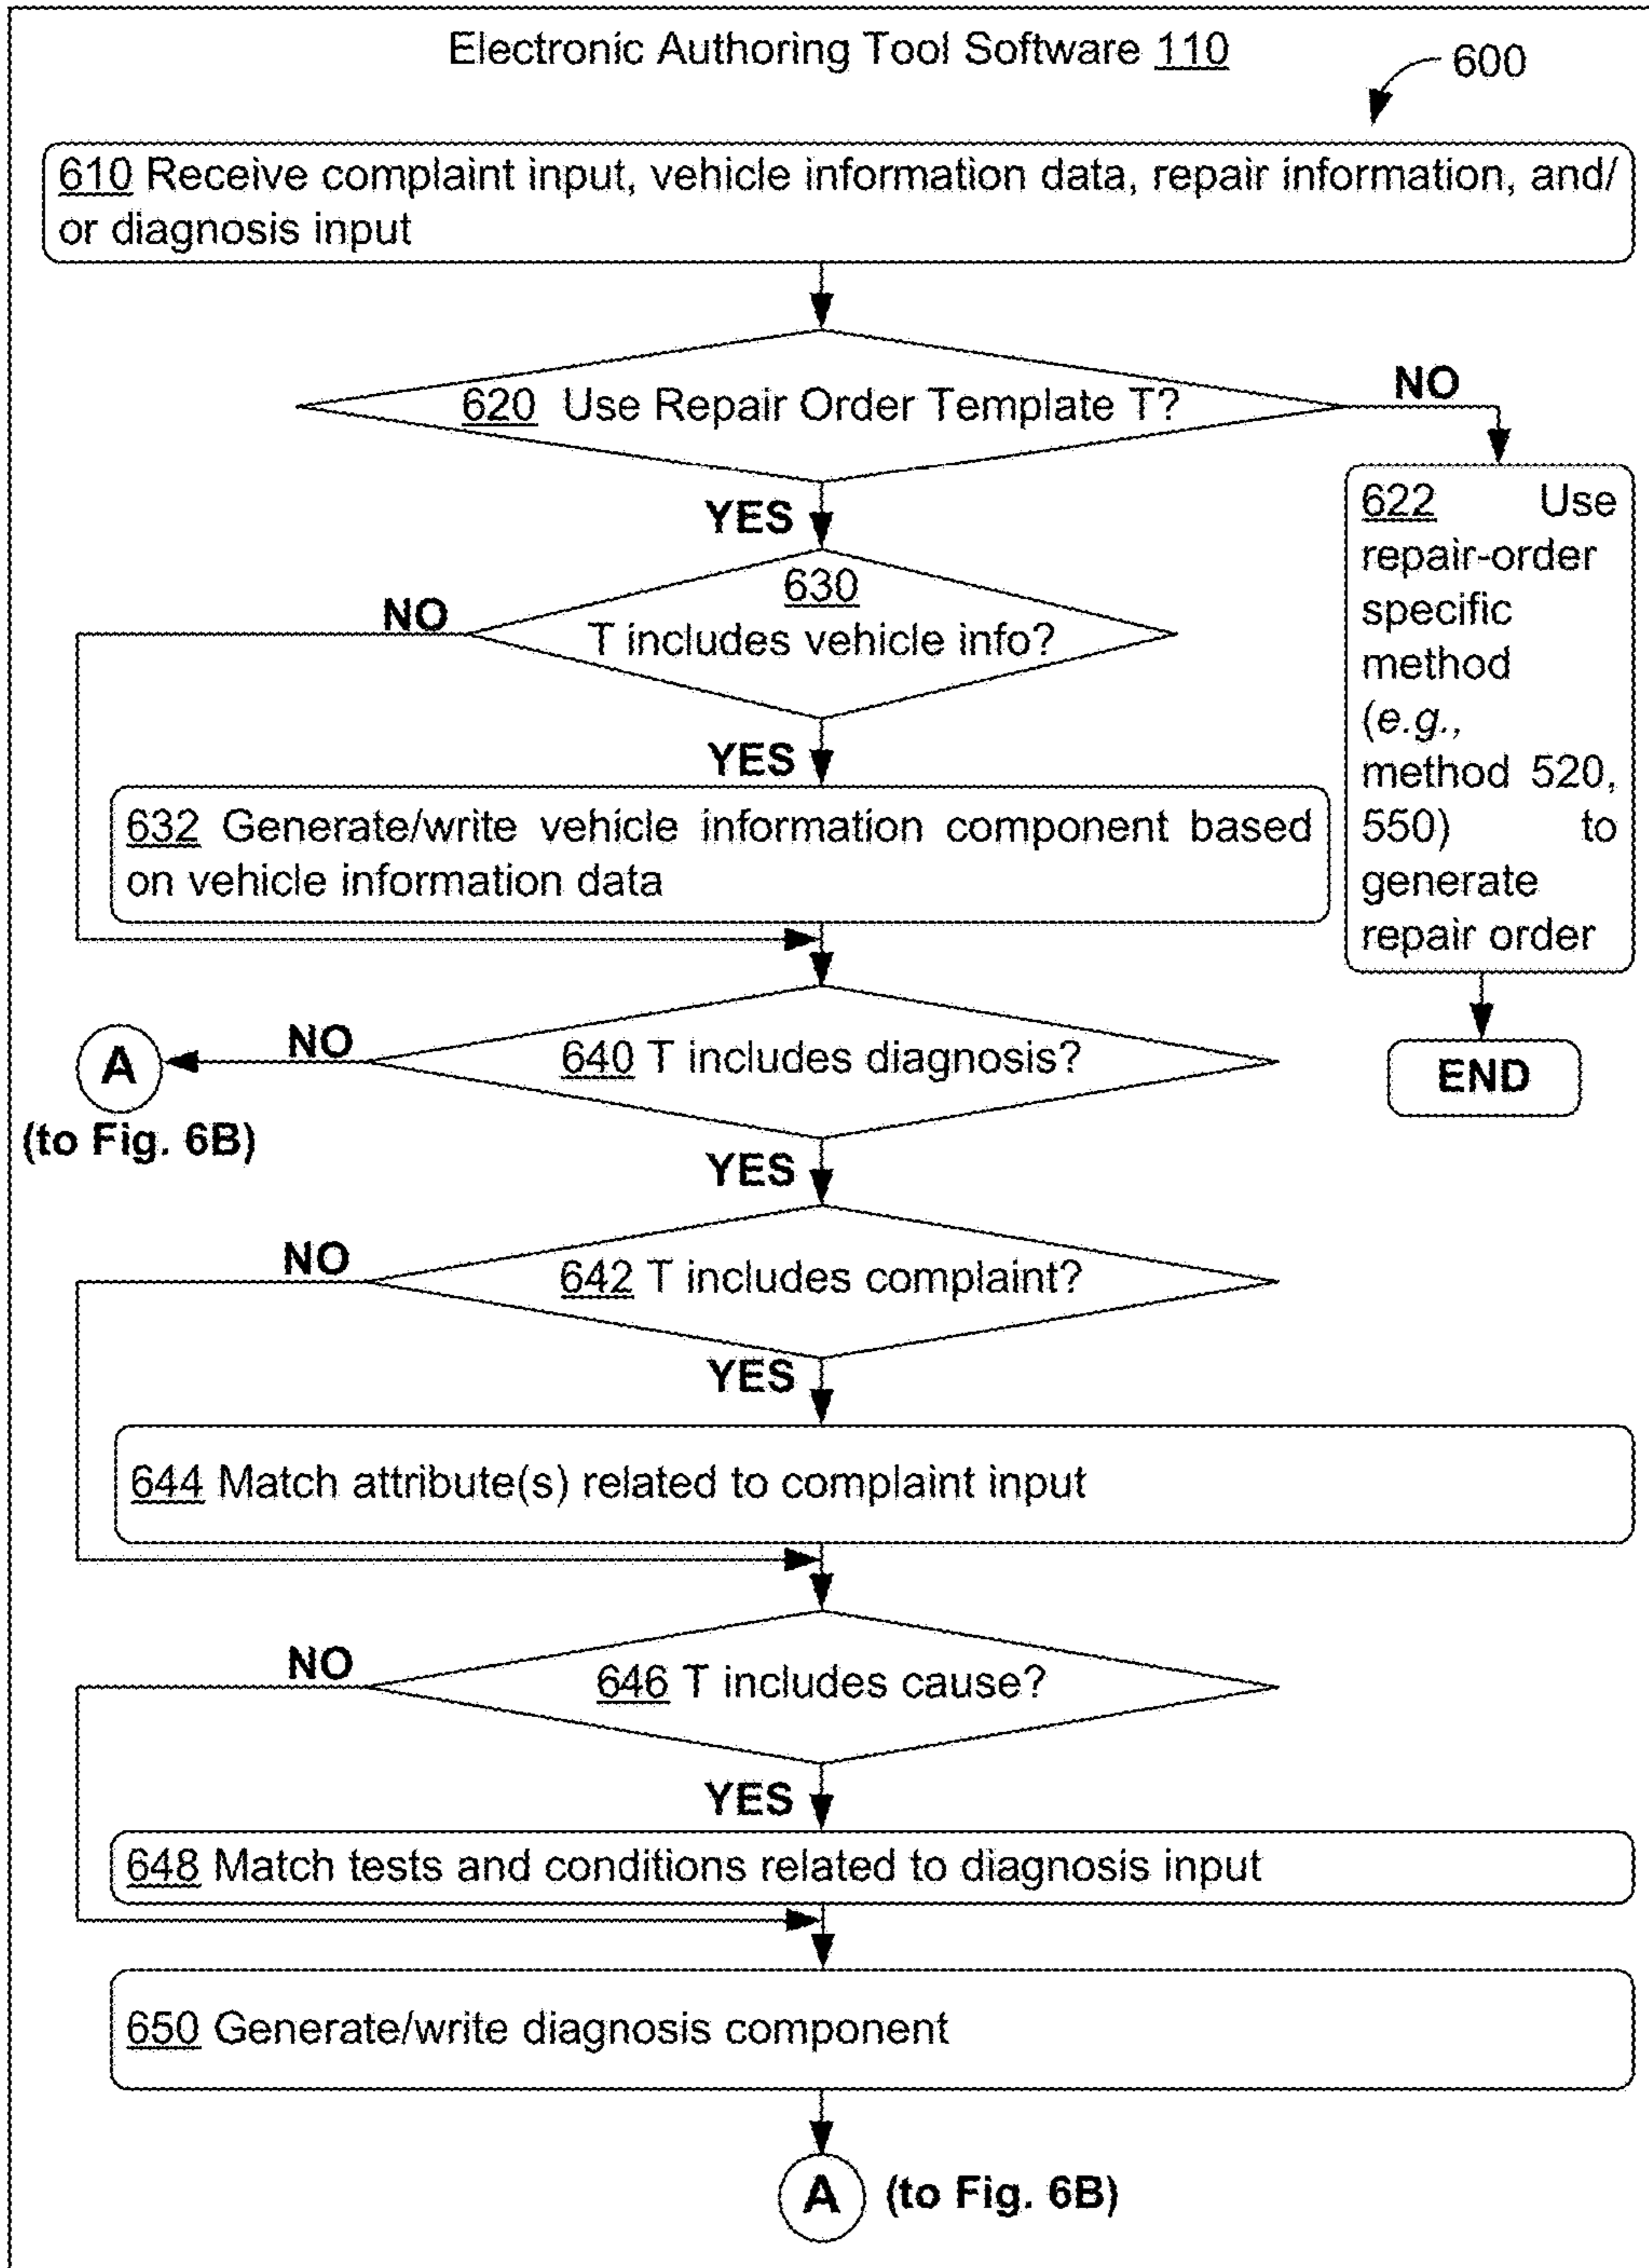 Electronic Authoring Tool Software 110
600
610 Receive complaint input, vehicle information data, repair information, and/
or diagnosis input
620 Use Repair Order Template T?
NO
YES
622 Use
repair-order
specific
method
(e.g.,
method 520,
550) to
generate
repair order
END
630
T includes vehicle info?
NO
YES
632 Generate/write vehicle information component based
on vehicle information data
640 T includes diagnosis?
NO
A
(to Fig. 6B)
YES
642 T includes complaint?
NO
YES
644 Match attribute(s) related to complaint input
646 T includes cause?
NO
YES
648 Match tests and conditions related to diagnosis input
650 Generate/write diagnosis component
A (to Fig. 6B)